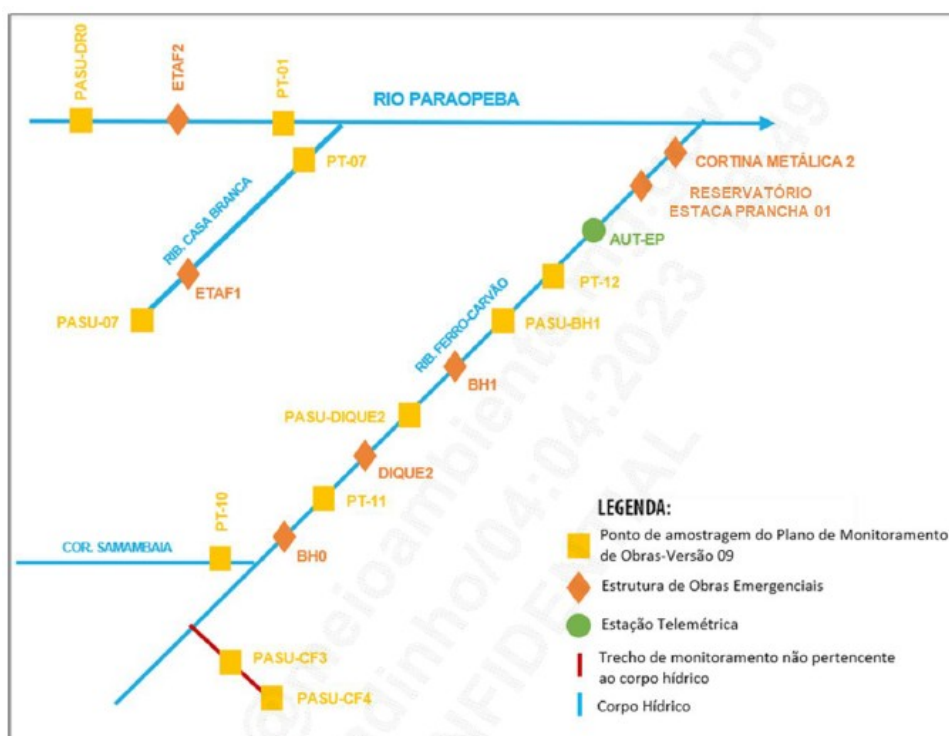 PASU-DR0
ETAF2
PT-01
RIO PARAOPEBA
PT-07
CORTINA METÁLICA 2
RESERVATÓRIO
ESTACA PRANCHA 01
RIB. CASA BRANCA
AUT-EP
ETAF1
PT-12
PASU-07
PASU-BH1
RIB. FERRO-CARVÃO
BH1
PASU-DIQUE2
DIQUE2
PT-11
PT-10
COR. SAMAMBAIA
BH0
PASU-CF3
PASU-CF4
LEGENDA:
Ponto de amostragem do Plano de Monitoramento
de Obras-Versão 09
Estrutura de Obras Emergenciais
Estação Telemétrica
Trecho de monitoramento não pertencente
ao corpo hídrico
Corpo Hídrico